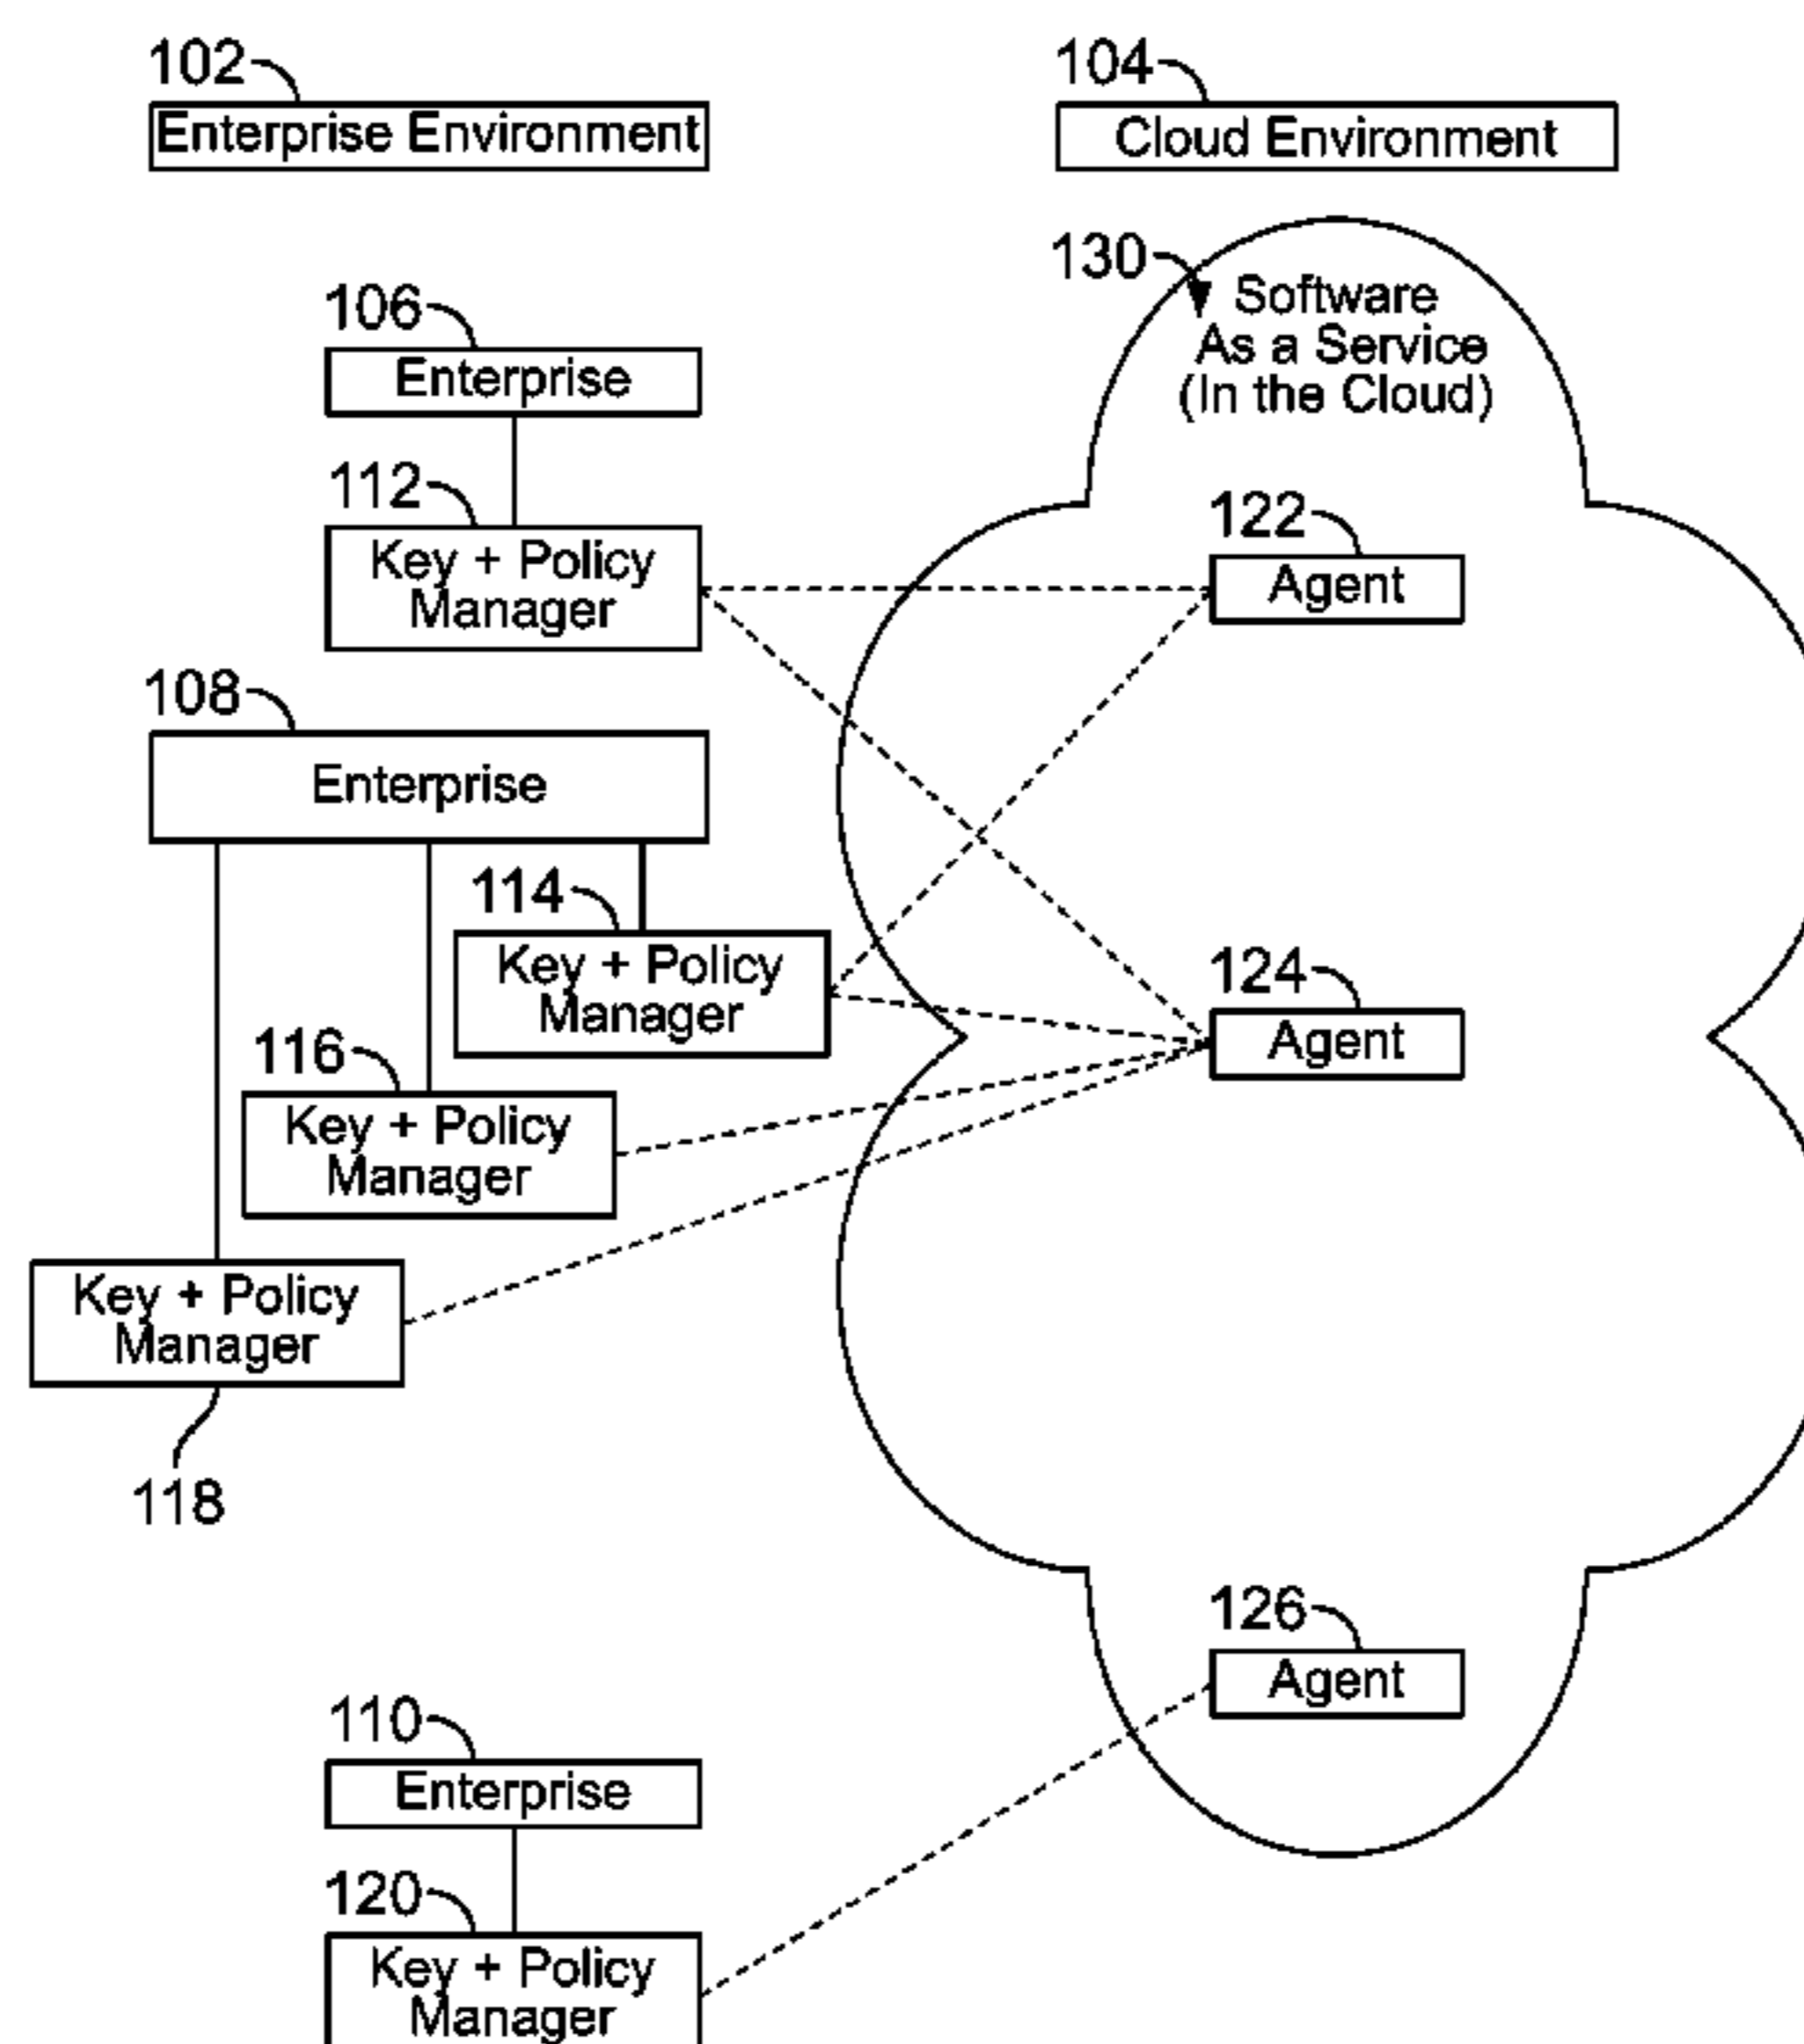 102
Enterprise Environment
104
Cloud Environment
130
Software
As a Service
(In the Cloud)
106
Enterprise
112
Key + Policy
Manager
122
Agent
108
Enterprise
114
Key + Policy
Manager
124
Agent
116
Key + Policy
Manager
Key + Policy
Manager
118
126
Agent
110
Enterprise
120
Key + Policy
Manager